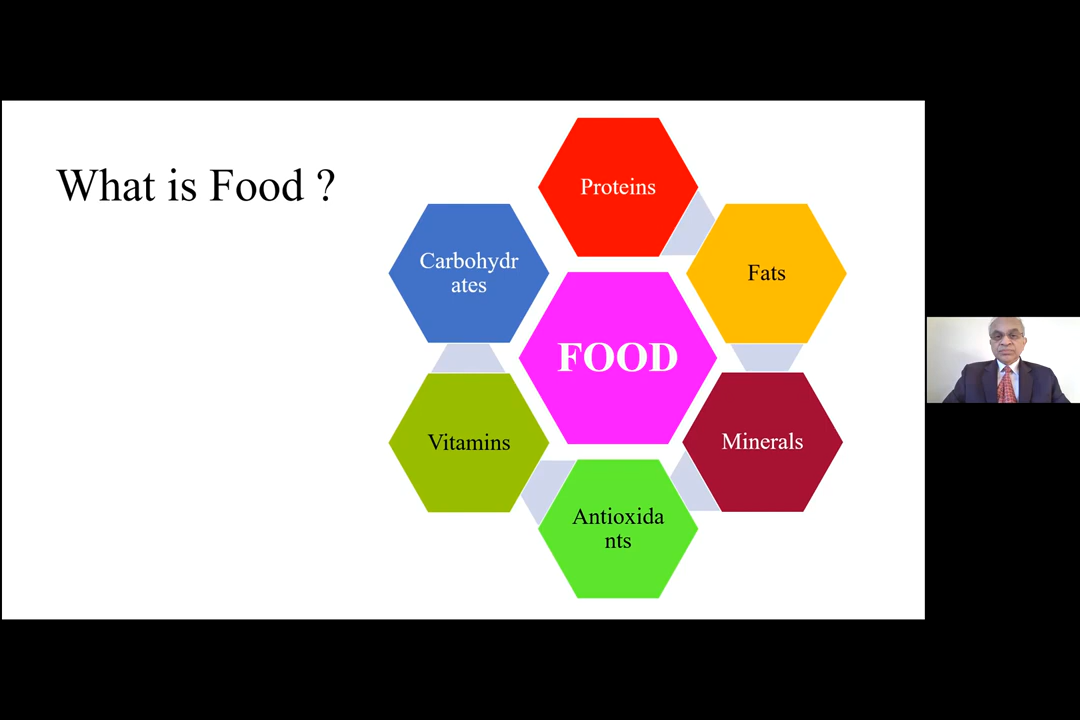 What is Food ?
Proteins
Fats
Carbohydr
ates
FOOD
Minerals
Vitamins
Antioxida
nts